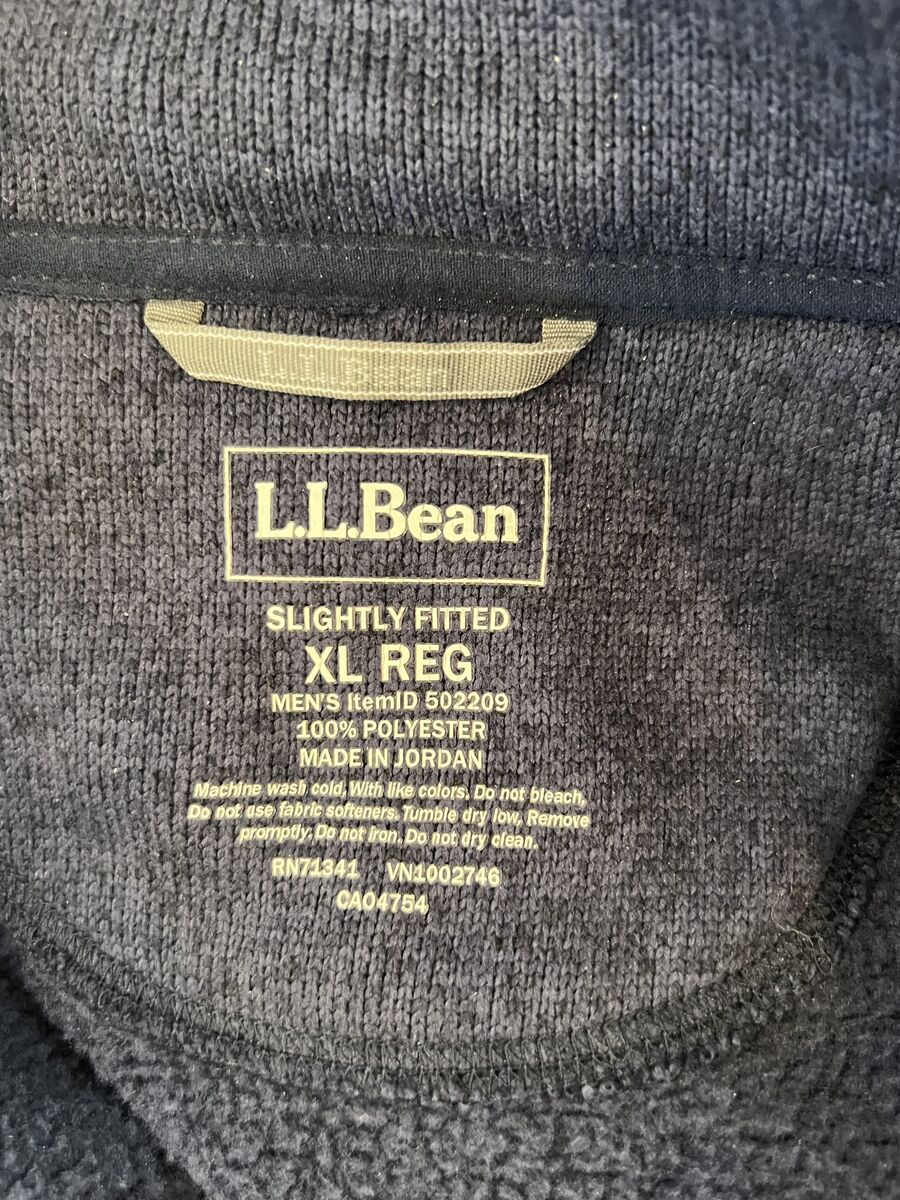 L.L.Bean
L.L.Bean
SLIGHTLY FITTED
XL REG
MEN'S ItemID 502209
100% POLYESTER
MADE IN JORDAN
Machine wash cold, With like colors. Do not bleach,
Do not use fabric softeners. Tumble dry low, Remove
promptly. Do not iron. Do not dry clean.
RN71341 VN1002746
CA04754